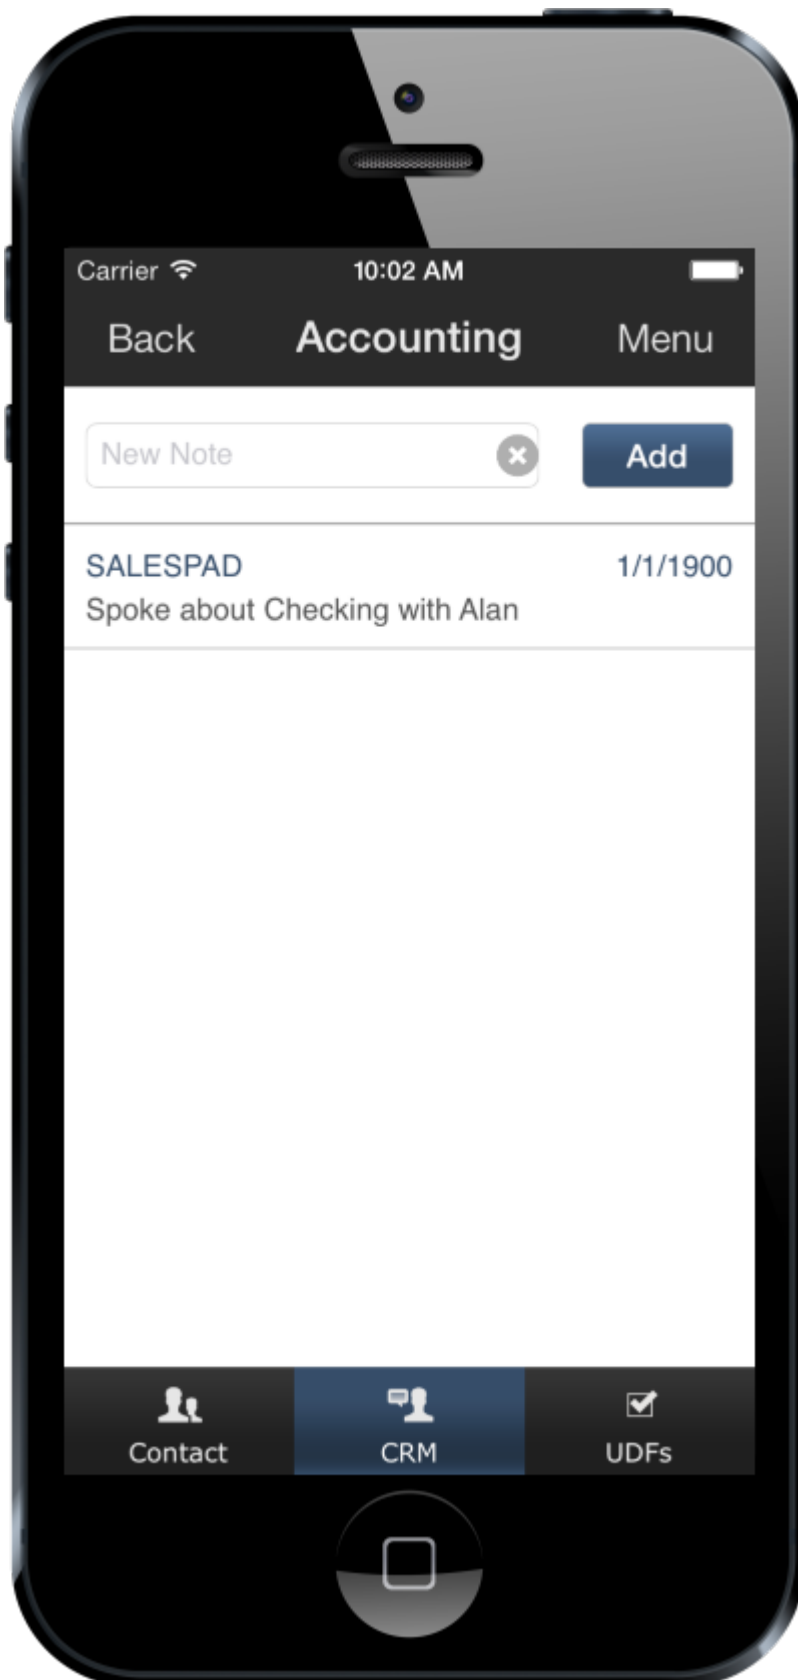 Carrier 10:02 AM
Back Accounting Menu
New Note Add
SALESPAD 1/1/1900
Spoke about Checking with Alan
Contact CRM UDFs